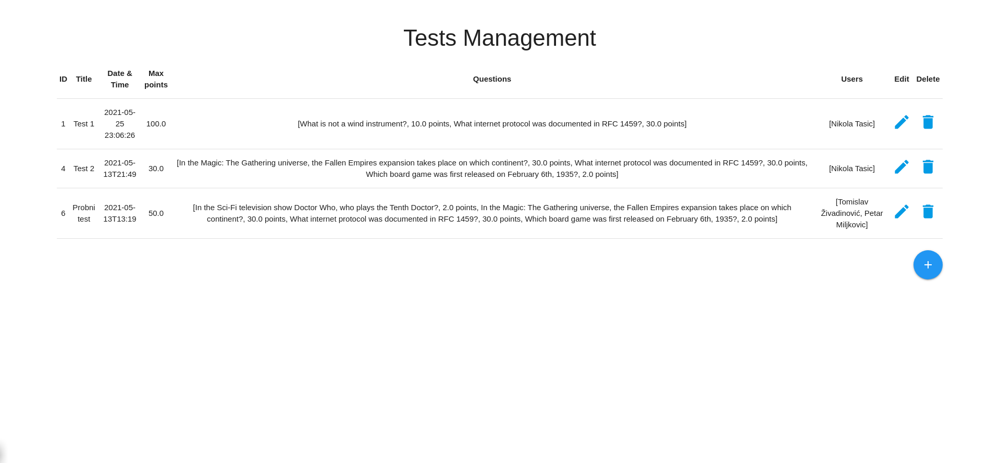 Tests Management
ID Title Date & Time Max points Questions Users Edit Delete
1 Test 1 2021-05-25 23:06:26 100.0 [What is not a wind instrument?, 10.0 points, What internet protocol was documented in RFC 1459?, 30.0 points] [Nikola Tasic]
4 Test 2 2021-05-13T21:49 30.0 [In the Magic: The Gathering universe, the Fallen Empires expansion takes place on which continent?, 30.0 points, What internet protocol was documented in RFC 1459?, 30.0 points, Which board game was first released on February 6th, 1935?, 2.0 points] [Nikola Tasic]
6 Probni test 2021-05-13T13:19 50.0 [In the Sci-Fi television show Doctor Who, who plays the Tenth Doctor?, 2.0 points, In the Magic: The Gathering universe, the Fallen Empires expansion takes place on which continent?, 30.0 points, What internet protocol was documented in RFC 1459?, 30.0 points, Which board game was first released on February 6th, 1935?, 2.0 points] [Tomislav Živadinović, Petar Miljkovic]
+